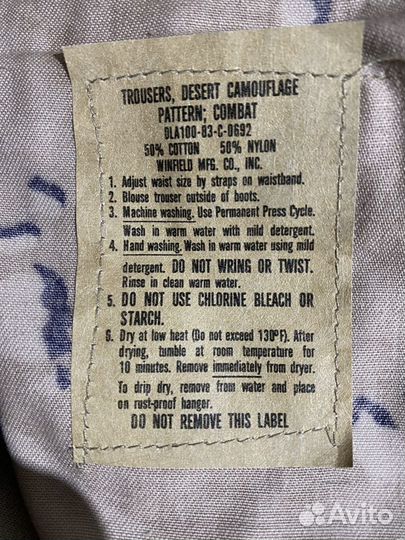 TROUSERS, DESERT CAMOUFLAGE
PATTERN; COMBAT
DLA100-83-C-0692
50% COTTON 50% NYLON
WINFIELD MFG. CO., INC.
1. Adjust waist size by straps on waistband.
2. Blouse trouser outside of boots.
3. Machine washing. Use Permanent Press Cycle.
Wash in warm water with mild detergent.
4. Hand washing. Wash in warm water using mild
detergent. DO NOT WRING OR TWIST.
Rinse in clean warm water.
5. DO NOT USE CHLORINE BLEACH OR
STARCH.
6. Dry at low heat (Do not exceed 130°F). After
drying, tumble at room temperature for
10 minutes. Remove immediately from dryer.
To drip dry, remove from water and place
on rust-proof hanger.
DO NOT REMOVE THIS LABEL
Avito